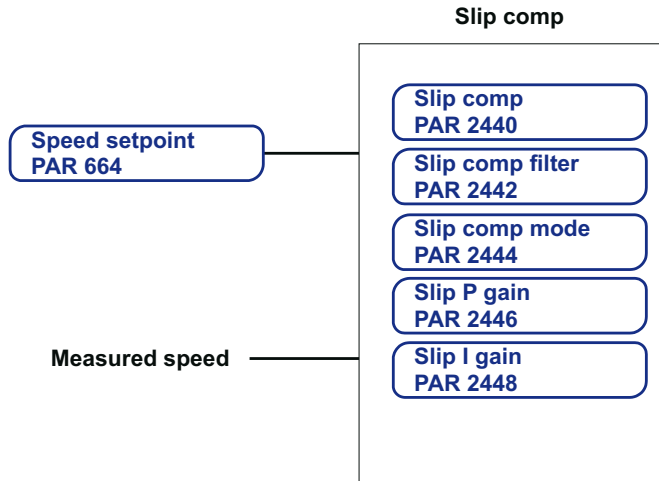 Slip comp
Speed setpoint
PAR 664
Measured speed
Slip comp
PAR 2440
Slip comp filter
PAR 2442
Slip comp mode
PAR 2444
Slip P gain
PAR 2446
Slip I gain
PAR 2448